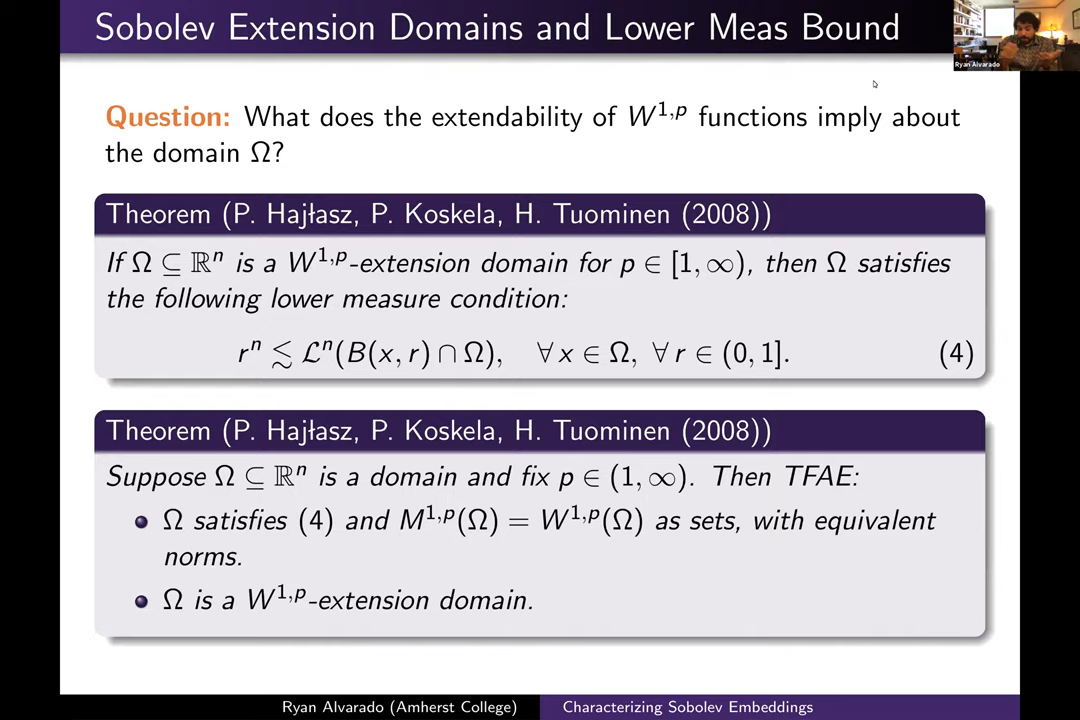 Sobolev Extension Domains and Lower Meas Bound
Ryan Alvarado
Question: What does the extendability of W^{1,p} functions imply about
the domain Ω?
Theorem (P. Hajłasz, P. Koskela, H. Tuominen (2008))
If Ω ⊆ ℝⁿ is a W^{1,p}-extension domain for p ∈ [1, ∞), then Ω satisfies
the following lower measure condition:
rⁿ ≲ ℒⁿ(B(x, r) ∩ Ω), ∀ x ∈ Ω, ∀ r ∈ (0, 1]. (4)
Theorem (P. Hajłasz, P. Koskela, H. Tuominen (2008))
Suppose Ω ⊆ ℝⁿ is a domain and fix p ∈ (1, ∞). Then TFAE:
Ω satisfies (4) and M^{1,p}(Ω) = W^{1,p}(Ω) as sets, with equivalent
norms.
Ω is a W^{1,p}-extension domain.
Ryan Alvarado (Amherst College) Characterizing Sobolev Embeddings